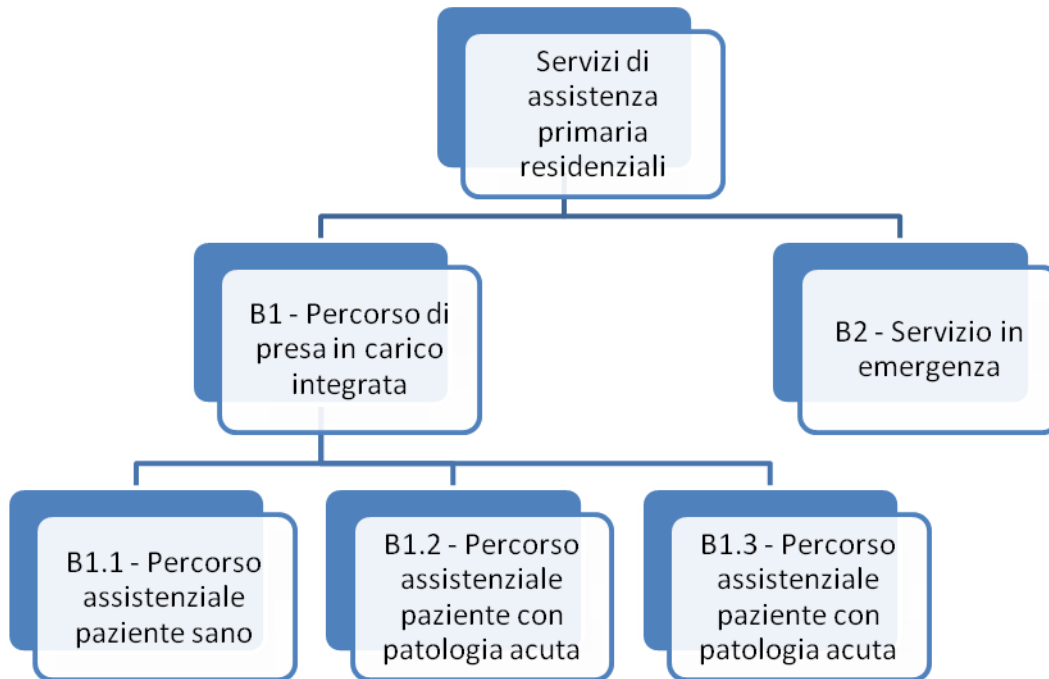 Servizi di
assistenza
primaria
residenziali
B1 - Percorso di
presa in carico
integrata
B2 - Servizio in
emergenza
B1.1 - Percorso
assistenziale
paziente sano
B1.2 - Percorso
assistenziale
paziente con
patologia acuta
B1.3 - Percorso
assistenziale
paziente con
patologia acuta